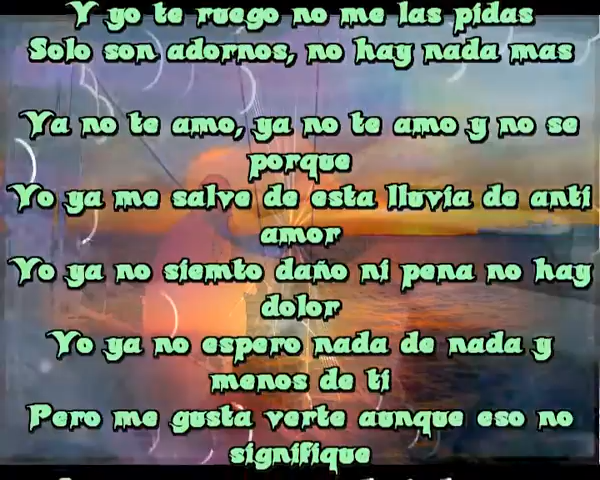 Y yo te ruego no me las pidas
Solo son adornos, no hay nada mas
Ya no te amo, ya no te amo y no se
porque
Yo ya me salve de esta lluvia de anti
amor
Yo ya no siento daño ni pena no hay
dolor
Yo ya no espero nada de nada y
menos de ti
Pero me gusta verte aunque eso no
signifique